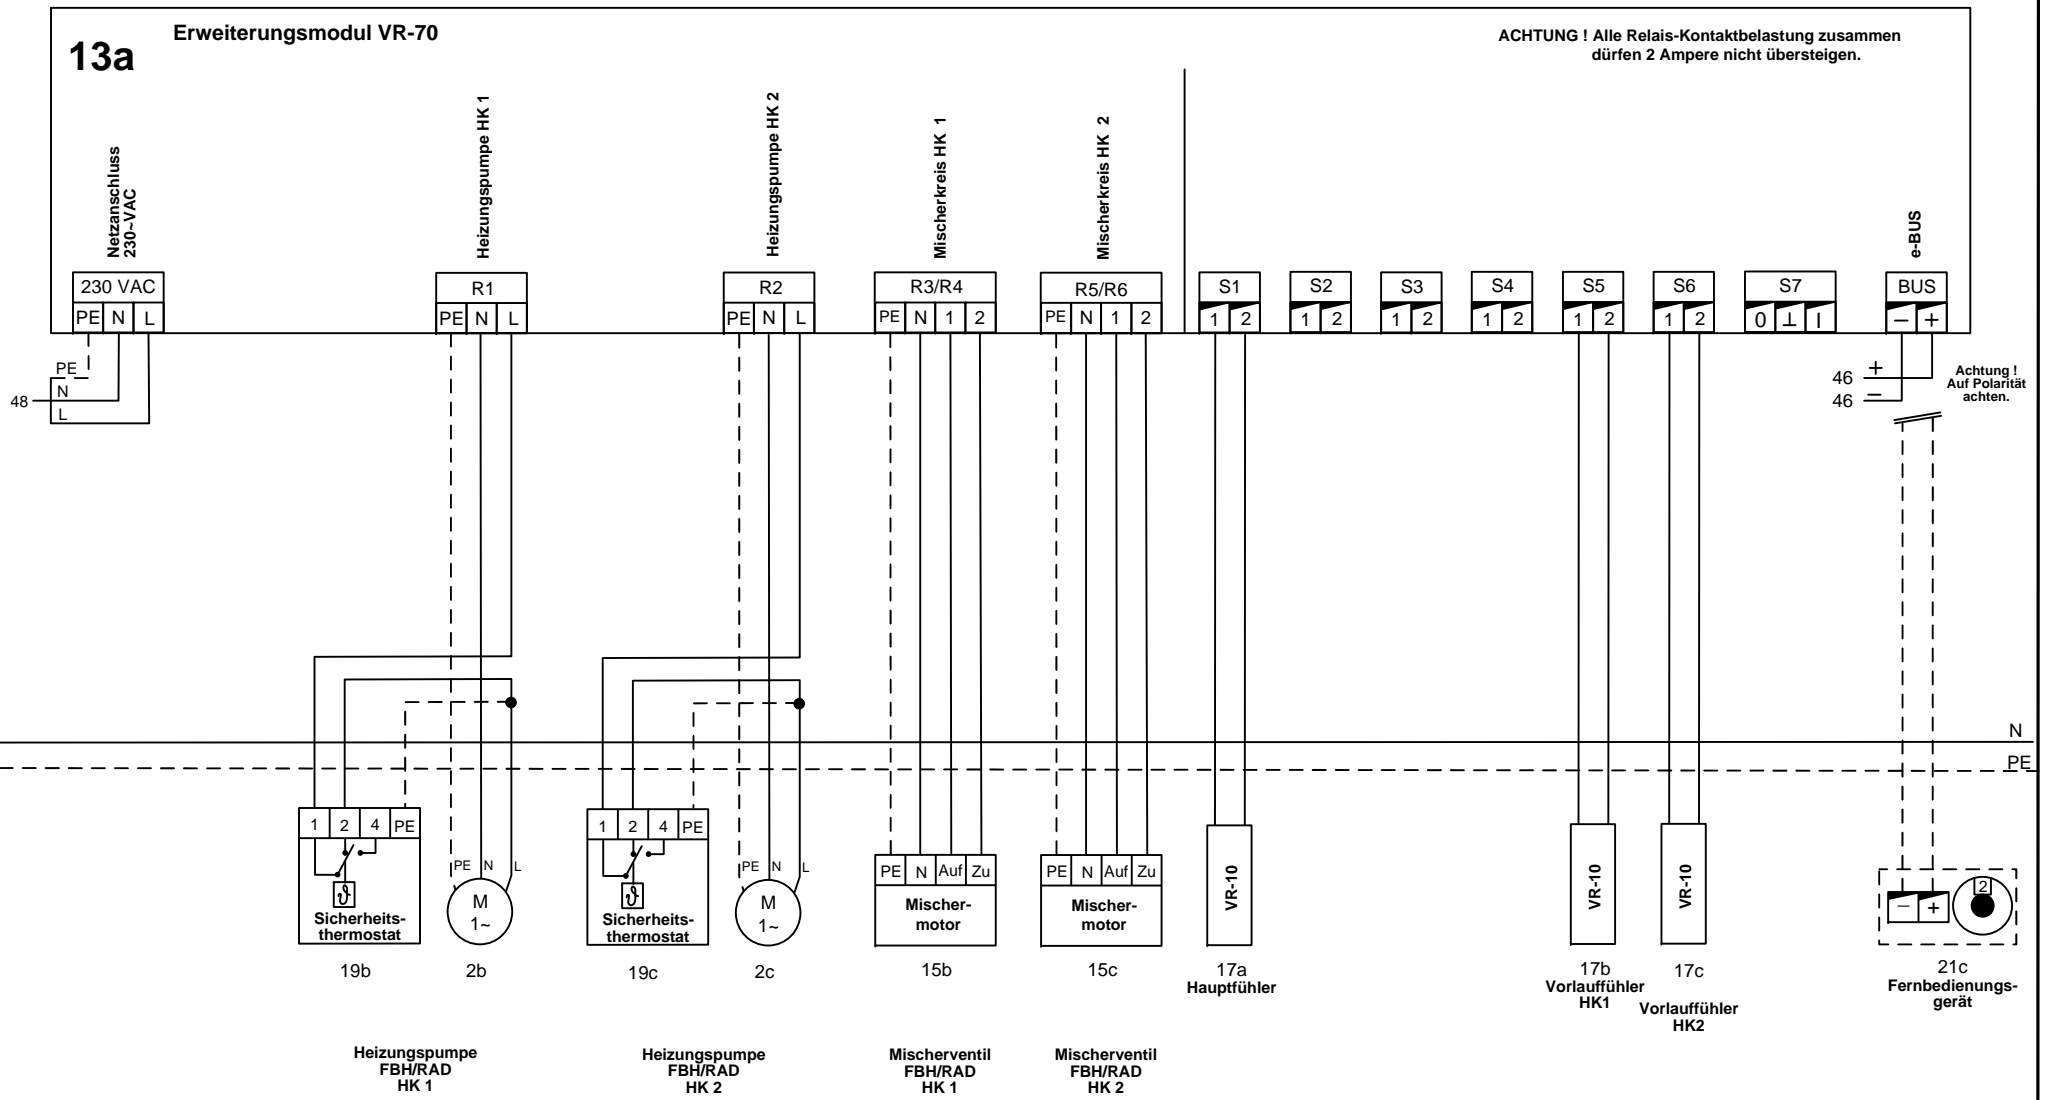 13a
Erweiterungsmodul VR-70
ACHTUNG ! Alle Relais-Kontaktbelastung zusammen
dürfen 2 Ampere nicht übersteigen.
Netzanschluss
230~VAC
Heizungspumpe HK 1
Heizungspumpe HK 2
Mischerkreis HK 1
Mischerkreis HK 2
e-BUS
230 VAC
PE N L
R1
PE N L
R2
PE N L
R3/R4
PE N 1 2
R5/R6
PE N 1 2
S1
1 2
S2
1 2
S3
1 2
S4
1 2
S5
1 2
S6
1 2
S7
0 ⊥ I
BUS
− +
PE
48 N
L
46 +
46 −
Achtung !
Auf Polarität
achten.
N
PE
1 2 4 PE
ϑ
Sicherheits-
thermostat
19b
PE N L
M
1~
2b
1 2 4 PE
ϑ
Sicherheits-
thermostat
19c
PE N L
M
1~
2c
PE N Auf Zu
Mischer-
motor
15b
PE N Auf Zu
Mischer-
motor
15c
VR-10
17a
Hauptfühler
VR-10
17b
Vorlauffühler
HK1
VR-10
17c
Vorlauffühler
HK2
− +
2
21c
Fernbedienungs-
gerät
Heizungspumpe
FBH/RAD
HK 1
Heizungspumpe
FBH/RAD
HK 2
Mischerventil
FBH/RAD
HK 1
Mischerventil
FBH/RAD
HK 2